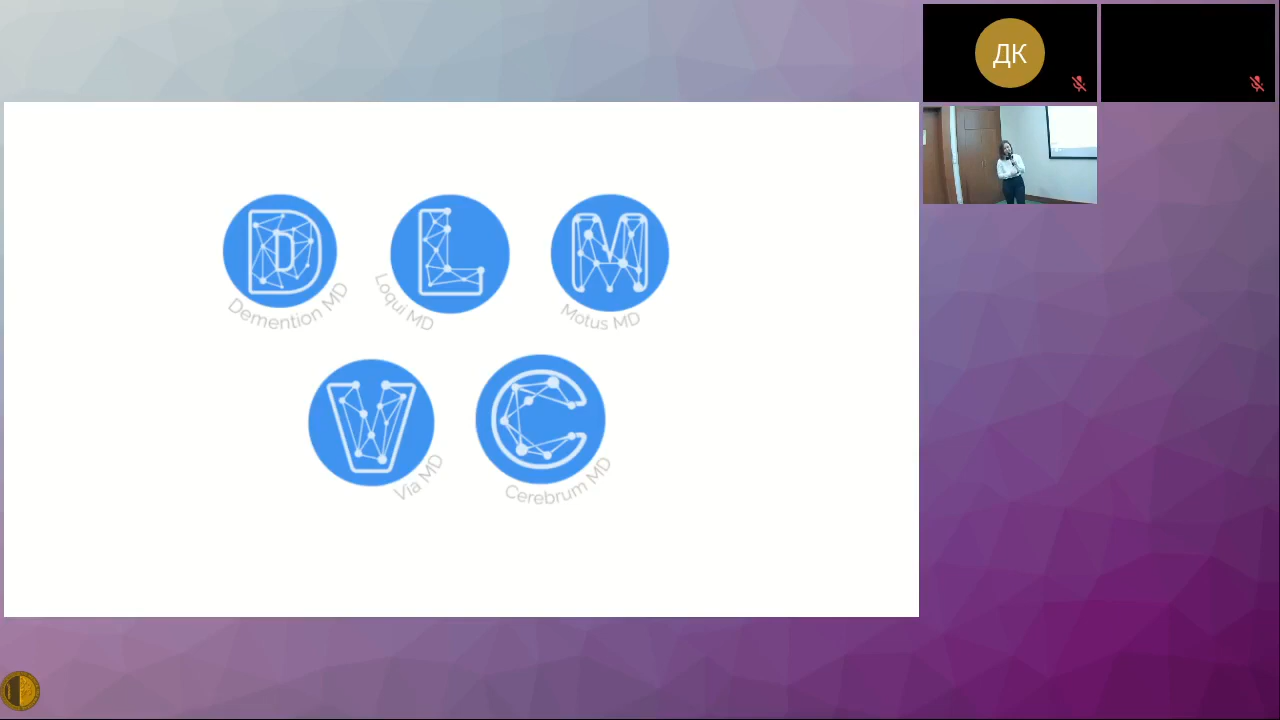 ДК
D
L
M
Demention MD
Loqui MD
Motus MD
V
C
Via MD
Cerebrum MD